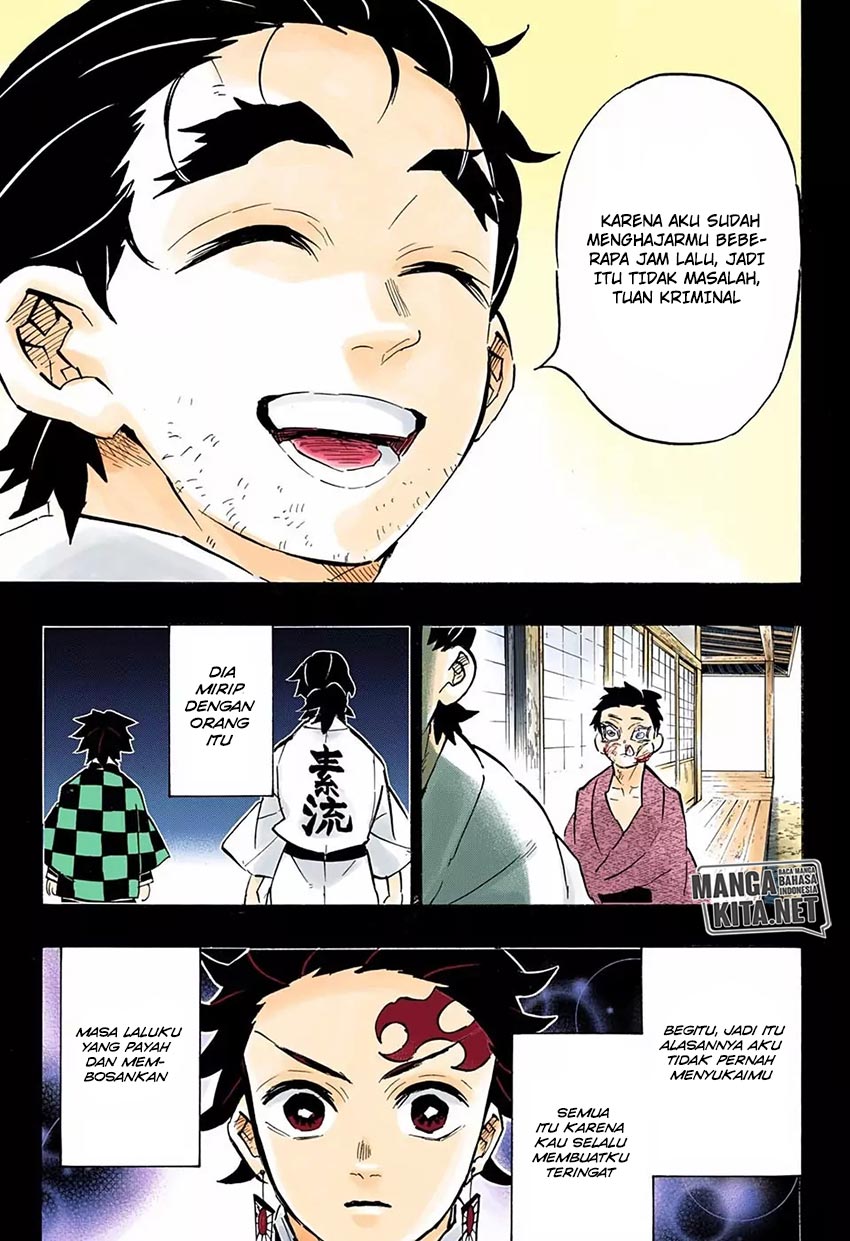 KARENA AKU SUDAH
MENGHAJARMU BEBE-
RAPA JAM LALU, JADI
ITU TIDAK MASALAH,
TUAN KRIMINAL
DIA
MIRIP
DENGAN
ORANG
ITU
素流
MANGA
BACA MANGA
BAHASA
INDONESIA
KITA.NET
BEGITU, JADI ITU
ALASANNYA AKU
TIDAK PERNAH
MENYUKAIMU
SEMUA
ITU KARENA
KAU SELALU
MEMBUATKU
TERINGAT
MASA LALUKU
YANG PAYAH
DAN MEM-
BOSANKAN